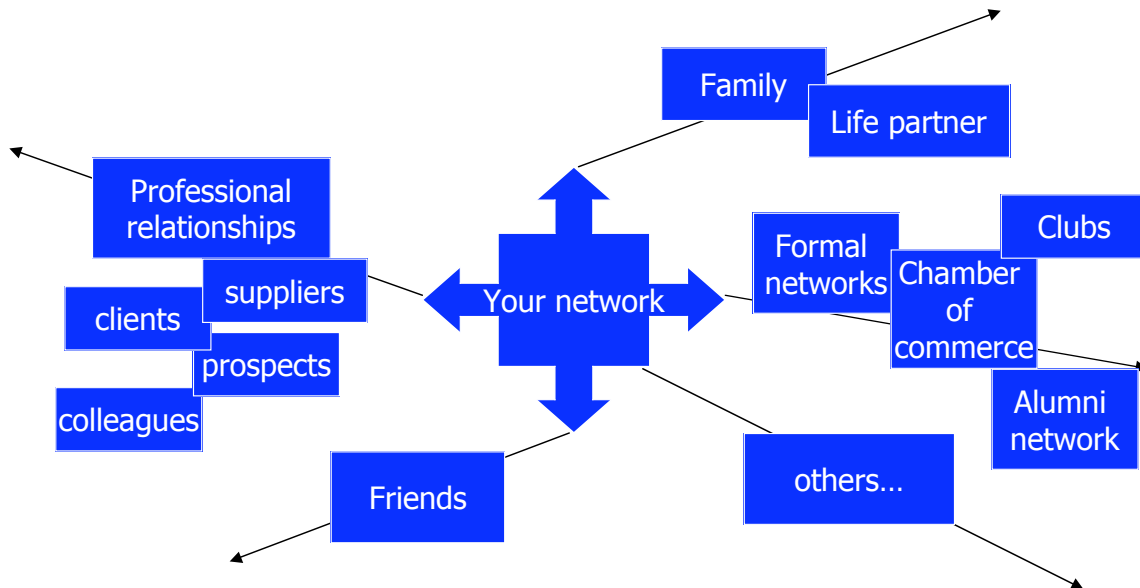 Family
Life partner
Professional
relationships
Clubs
Formal
networks
Chamber
of
commerce
suppliers
clients
Your network
prospects
colleagues
Alumni
network
Friends
others...